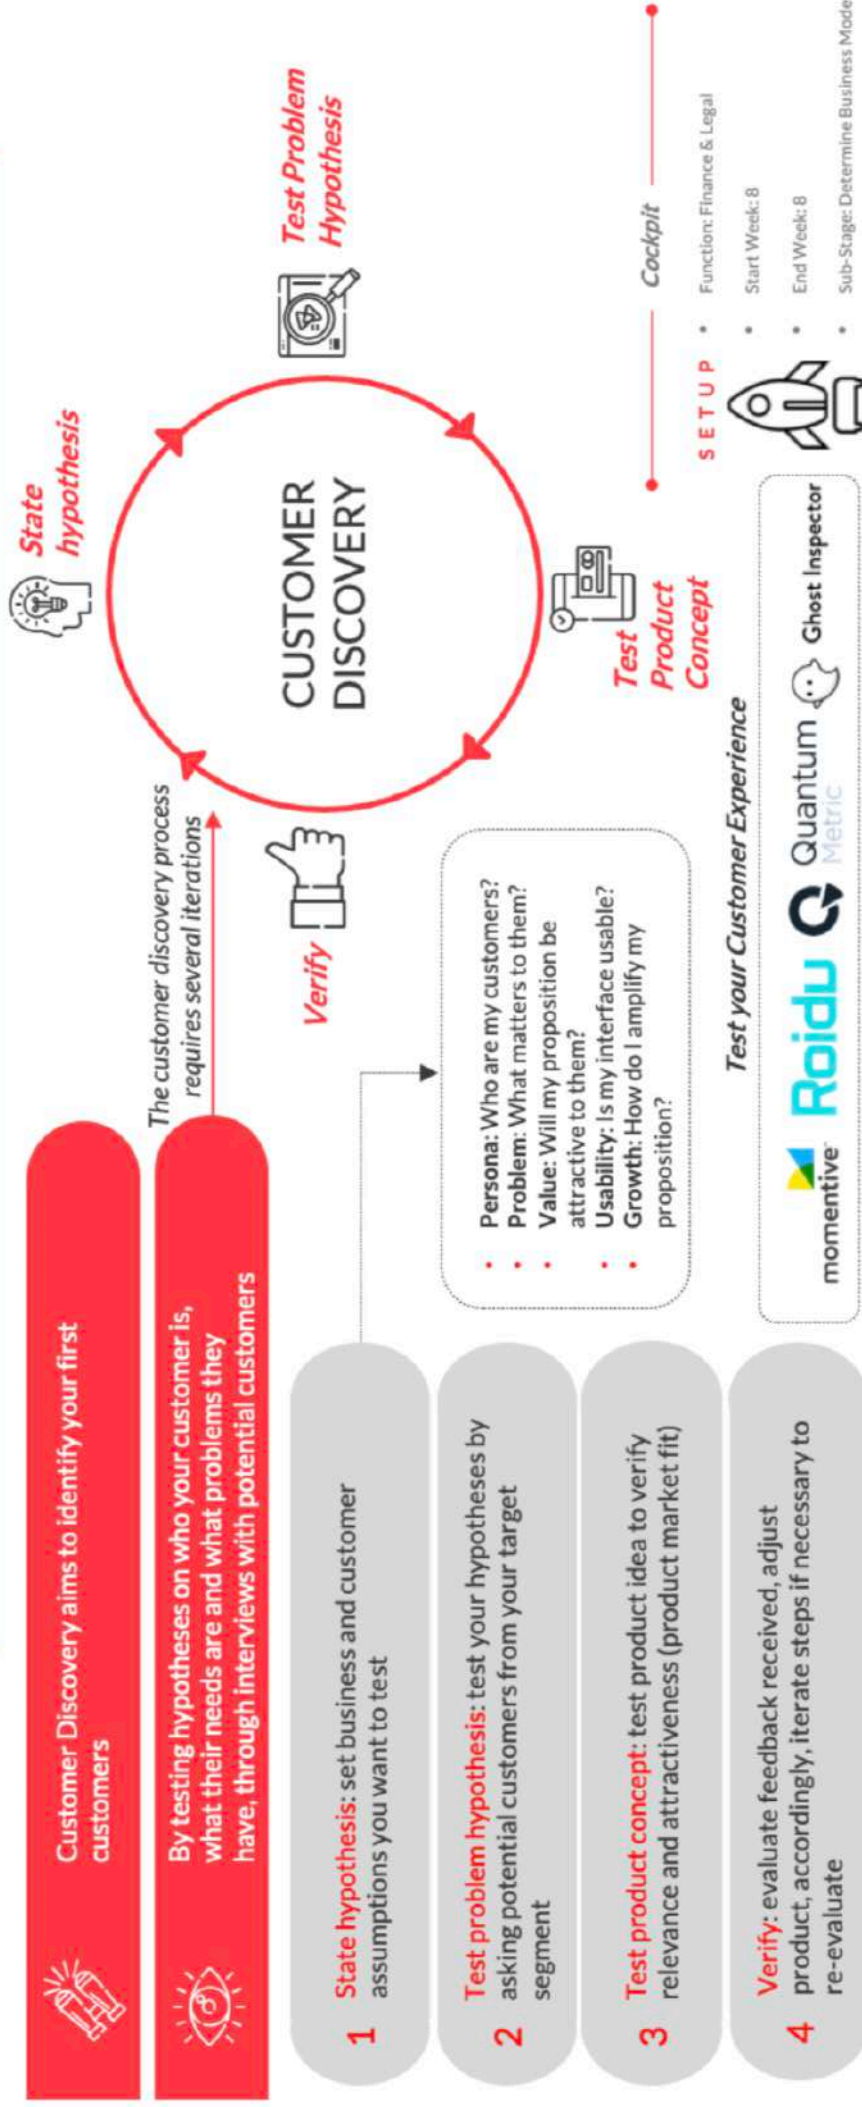 Customer Discovery aims to identify your first
customers
By testing hypotheses on who your customer is,
what their needs are and what problems they
have, through interviews with potential customers
The customer discovery process
requires several iterations
State
hypothesis
Test Problem
Hypothesis
CUSTOMER
DISCOVERY
Verify
Test
Product
Concept
1
State hypothesis: set business and customer
assumptions you want to test
2
Test problem hypothesis: test your hypotheses by
asking potential customers from your target
segment
3
Test product concept: test product idea to verify
relevance and attractiveness (product market fit)
4
Verify: evaluate feedback received, adjust
product, accordingly, iterate steps if necessary to
re-evaluate
• Persona: Who are my customers?
• Problem: What matters to them?
• Value: Will my proposition be
attractive to them?
• Usability: Is my interface usable?
• Growth: How do I amplify my
proposition?
Test your Customer Experience
momentive
Roidu
Quantum
Metric
Ghost Inspector
Cockpit
SETUP
• Function: Finance & Legal
• Start Week: 8
• End Week: 8
• Sub-Stage: Determine Business Mode